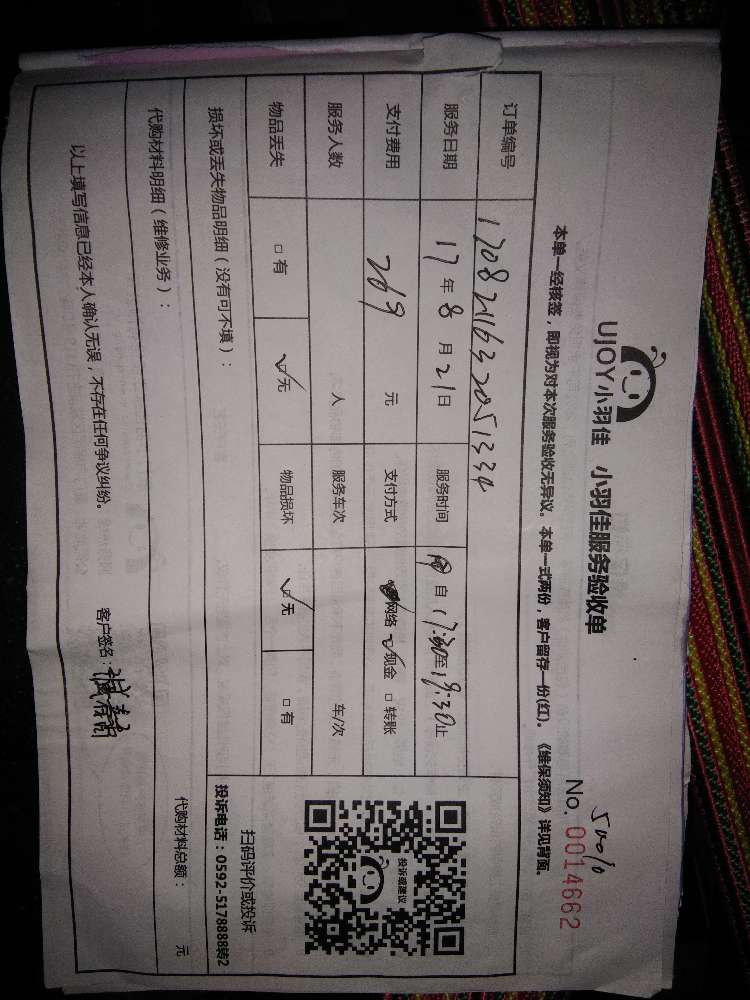 UJOY小羽佳 小羽佳服务验收单
No. 0014662
本单一经核签，即视为对本次服务验收无异议。本单一式两份，客户留存一份(红)。《维保须知》详见背面。
订单编号
服务日期 17 年 8 月 21 日 服务时间 自 17:30 至 19:30 止
支付费用 269 元 支付方式 网络 ☑现金 □转账
服务人数 人 服务车次 车/次
物品丢失 □有 ☑无 物品损坏 ☑无 □有
投诉或建议
扫码评价或投诉
投诉电话：0592-5178888转2
损坏或丢失物品明细（没有可不填）：
代购材料明细（维修业务）： 代购材料总额： 元
以上填写信息已经本人确认无误，不存在任何争议纠纷。 客户签名：